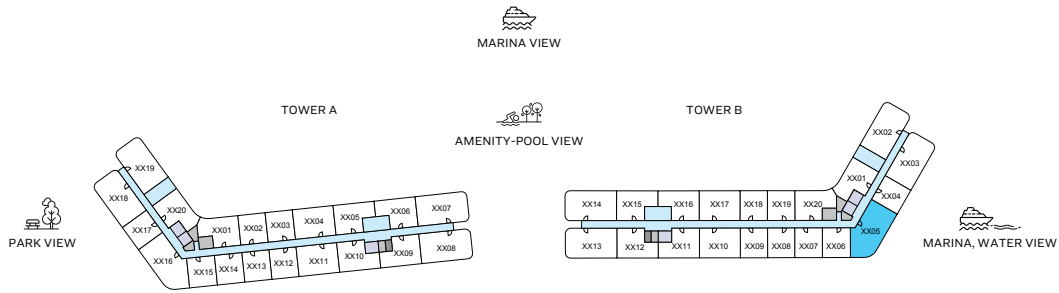 MARINA VIEW
TOWER A
TOWER B
AMENITY-POOL VIEW
PARK VIEW
MARINA, WATER VIEW
XX19
XX18
XX20
XX17
XX16
XX01
XX02
XX03
XX04
XX05
XX06
XX07
XX15
XX14
XX13
XX12
XX11
XX10
XX09
XX08
XX02
XX03
XX01
XX04
XX05
XX14
XX15
XX16
XX17
XX18
XX19
XX20
XX13
XX12
XX11
XX10
XX09
XX08
XX07
XX06